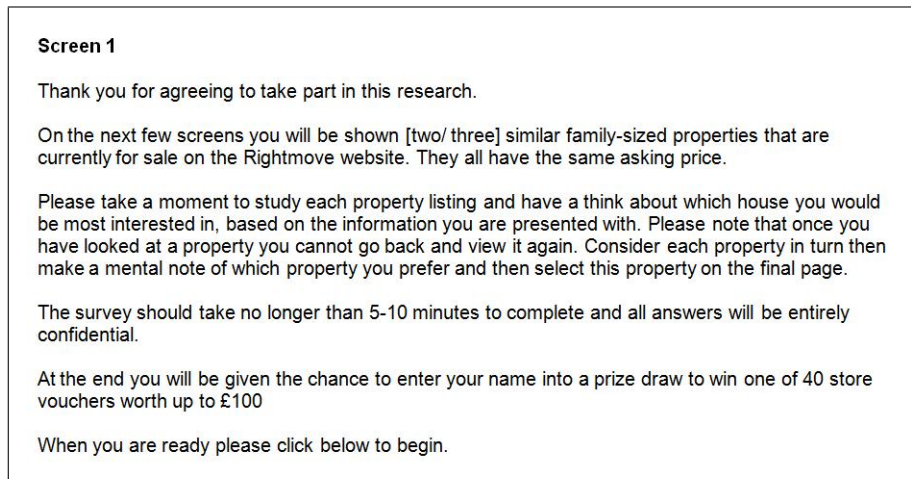 Screen 1
Thank you for agreeing to take part in this research.
On the next few screens you will be shown [two/ three] similar family-sized properties that are
currently for sale on the Rightmove website. They all have the same asking price.
Please take a moment to study each property listing and have a think about which house you would
be most interested in, based on the information you are presented with. Please note that once you
have looked at a property you cannot go back and view it again. Consider each property in turn then
make a mental note of which property you prefer and then select this property on the final page.
The survey should take no longer than 5-10 minutes to complete and all answers will be entirely
confidential.
At the end you will be given the chance to enter your name into a prize draw to win one of 40 store
vouchers worth up to £100
When you are ready please click below to begin.